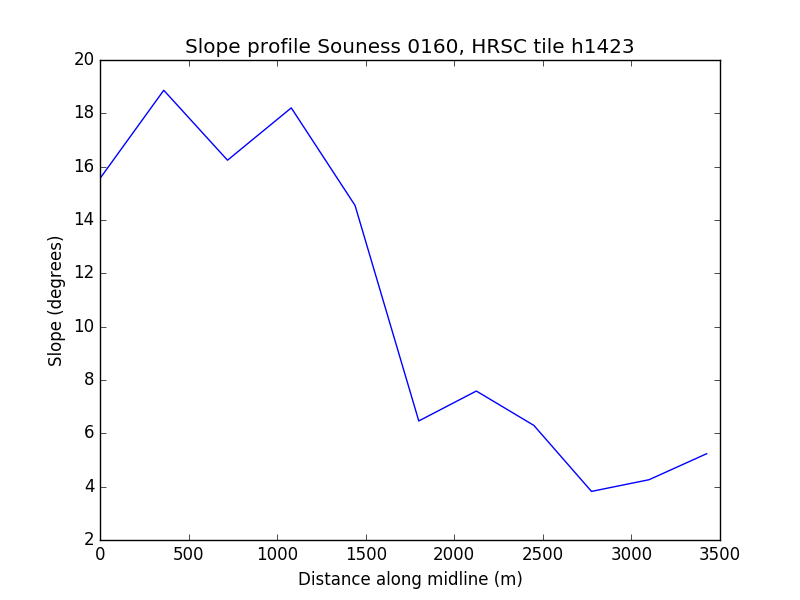 Slope profile Souness 0160, HRSC tile h1423
20
18
16
14
12
10
8
6
4
2
Slope (degrees)
0 500 1000 1500 2000 2500 3000 3500
Distance along midline (m)